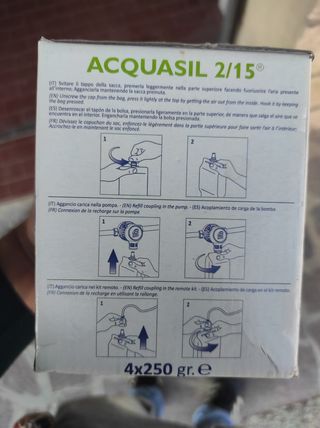 ACQUASIL 2/15®
(IT) Svitare il tappo della sacca, premerla leggermente nella parte superiore facendo fuoriuscire l'aria presente
all'interno. Agganciarla mantenendo la sacca premuta.
(EN) Unscrew the cap from the bag, press it lightly at the top by getting the air out from the inside. Hook it by keeping
the bag pressed.
(ES) Desenroscar el tapón de la bolsa, presionarla ligeramente en la parte superior, de manera que salga el aire que se
encuentra en el interior. Engancharla manteniendo la bolsa presionada.
(FR) Dévissez le capuchon du sac, enfoncez-le légèrement dans la partie supérieure pour faire sortir l'air à l'intérieur:
Accrochez-le en maintenant le sac enfoncé.
1
2
(IT) Aggancio carica nella pompa. - (EN) Refill coupling in the pump. - (ES) Acoplamiento de carga de la bomba.
(FR) Connexion de la recharge sur la pompe
1
2
(IT) Aggancio carica nel kit remoto. - (EN) Refill coupling in the remote kit. - (ES) Acoplamiento de carga en el kit remoto.
(FR) Connexion de la recharge en utilisant la rallonge.
1
2
4x250 gr. ℮